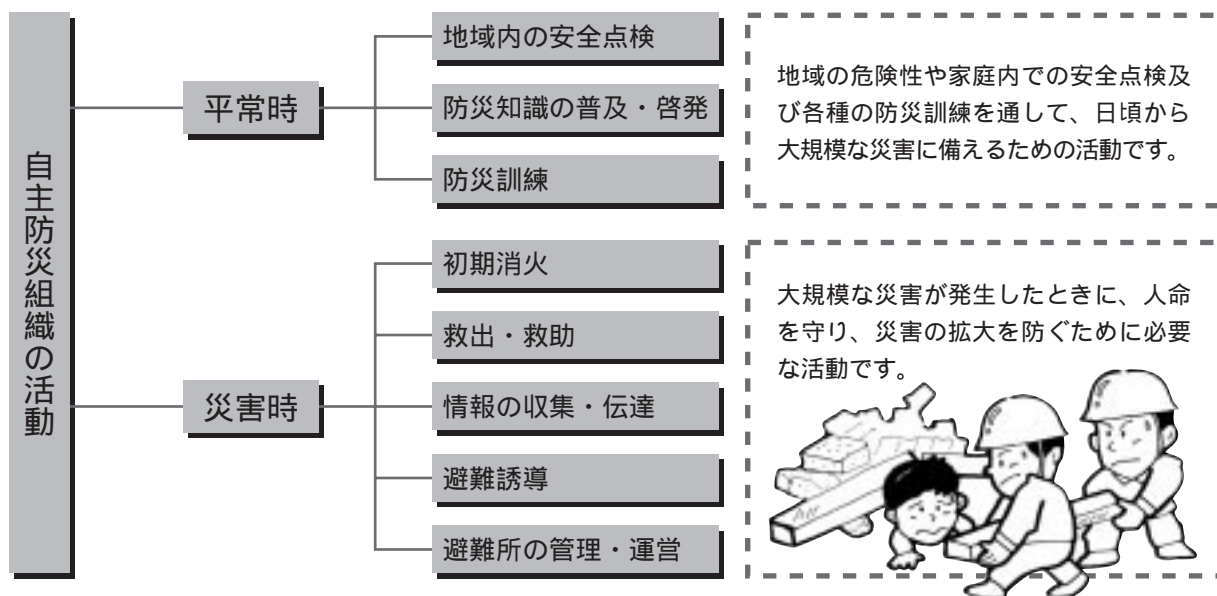 自主防災組織の活動
平常時
地域内の安全点検
防災知識の普及・啓発
防災訓練
地域の危険性や家庭内での安全点検及
び各種の防災訓練を通して、日頃から
大規模な災害に備えるための活動です。
災害時
初期消火
救出・救助
情報の収集・伝達
避難誘導
避難所の管理・運営
大規模な災害が発生したときに、人命
を守り、災害の拡大を防ぐために必要
な活動です。